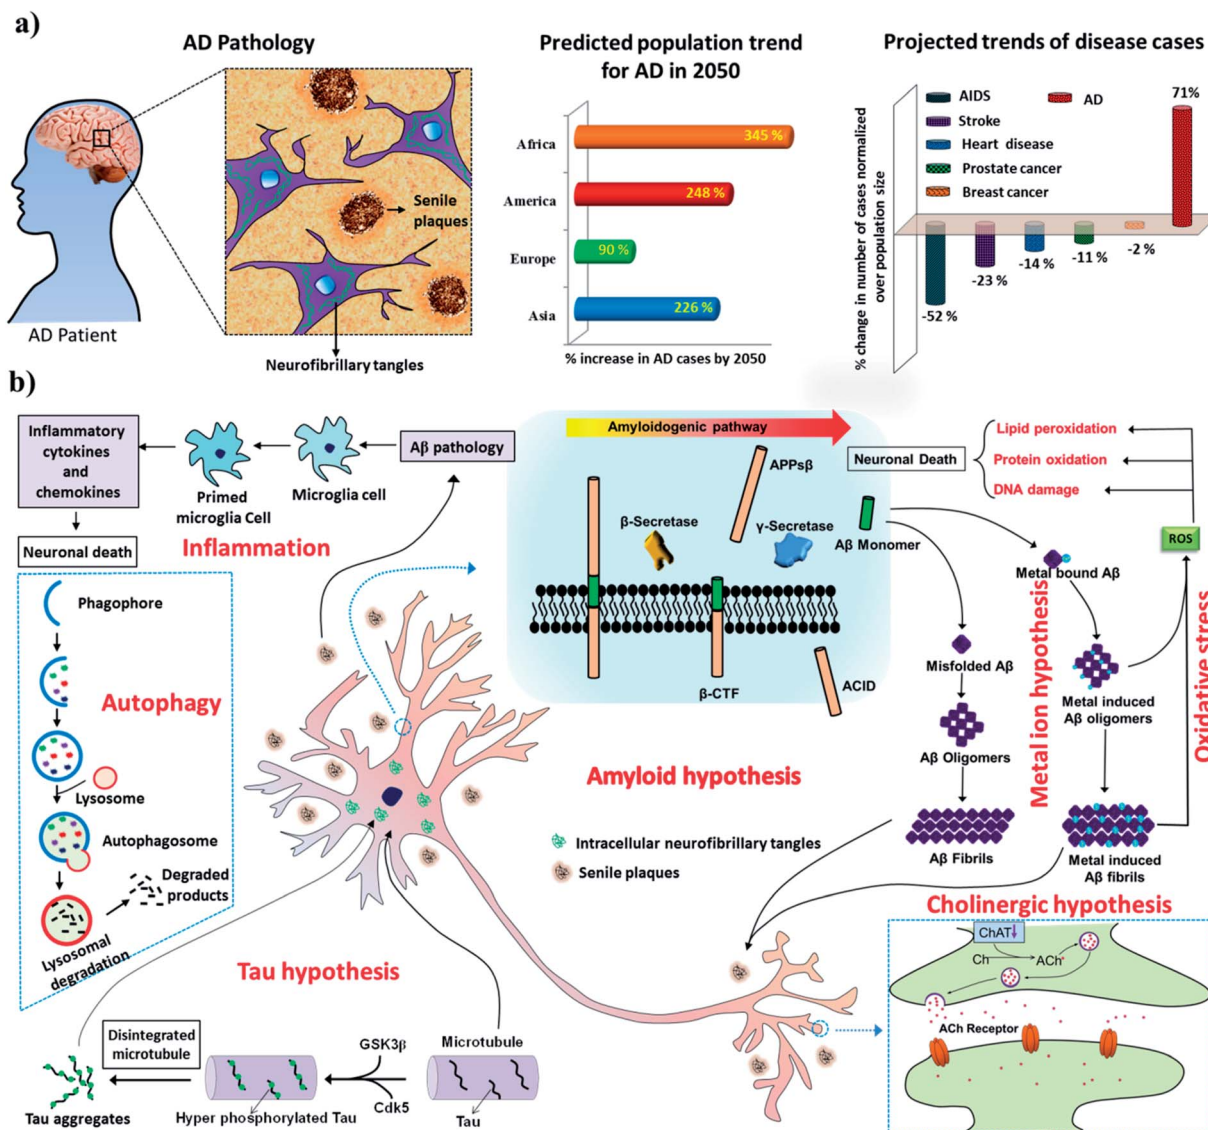 a)
AD Pathology
Senile
plaques
AD Patient
Neurofibrillary tangles
Predicted population trend
for AD in 2050
Africa
345 %
America
248 %
Europe
90 %
Asia
226 %
% increase in AD cases by 2050
Projected trends of disease cases
% change in number of cases normalized
over population size
AIDS
AD
Stroke
Heart disease
Prostate cancer
Breast cancer
71%
-52 %
-23 %
-14 %
-11 %
-2 %
b)
Inflammatory
cytokines
and
chemokines
Primed
microglia Cell
Microglia cell
Aβ pathology
Neuronal death
Inflammation
Phagophore
Autophagy
Lysosome
Autophagosome
Degraded
products
Lysosomal
degradation
Amyloidogenic pathway
APPsβ
β-Secretase
γ-Secretase
Aβ Monomer
β-CTF
ACID
Neuronal Death
Lipid peroxidation
Protein oxidation
DNA damage
ROS
Metal bound Aβ
Misfolded Aβ
Metal ion hypothesis
Metal induced
Aβ oligomers
Oxidative stress
Aβ Oligomers
Amyloid hypothesis
Intracellular neurofibrillary tangles
Senile plaques
Aβ Fibrils
Metal induced
Aβ fibrils
Cholinergic hypothesis
ChAT
Ch
ACh
ACh Receptor
Tau hypothesis
Disintegrated
microtubule
GSK3β
Cdk5
Microtubule
Tau aggregates
Hyper phosphorylated Tau
Tau